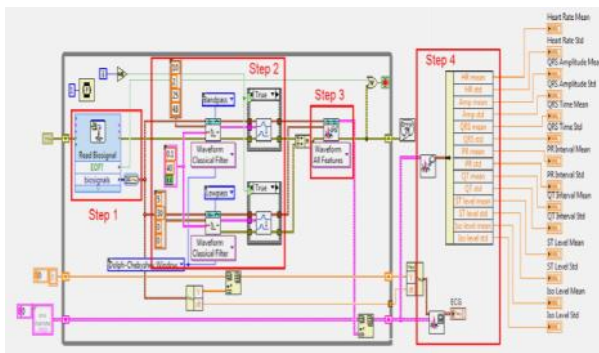 Step 1
Read Biosignal
EOF?
biosignals
Step 2
Bandpass
True
Waveform
Classical Filter
Lowpass
True
Waveform
Classical Filter
Dolph-Chebyshev Window
Step 3
Waveform
All Features
Step 4
HR mean
HR std
Amp mean
Amp std
QRS mean
QRS std
PR mean
PR std
QT mean
QT std
ST level mean
ST level std
Iso level mean
Iso level std
ECG
Heart Rate Mean
Heart Rate Std
QRS Amplitude Mea
QRS Amplitude Std
QRS Time Mean
QRS Time Std
PR Interval Mean
PR Interval Std
QT Interval Mean
QT Interval Std
ST Level Mean
ST Level Std
Iso Level Mean
Iso Level Std